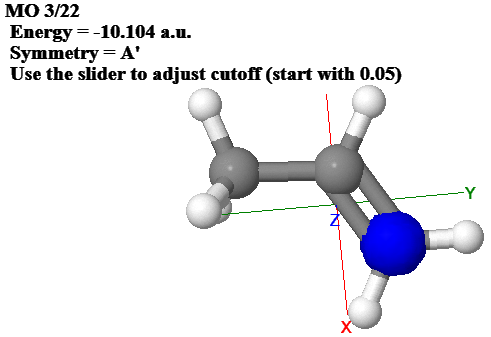 MO 3/22
Energy = -10.104 a.u.
Symmetry = A'
Use the slider to adjust cutoff (start with 0.05)
Y
Z
X